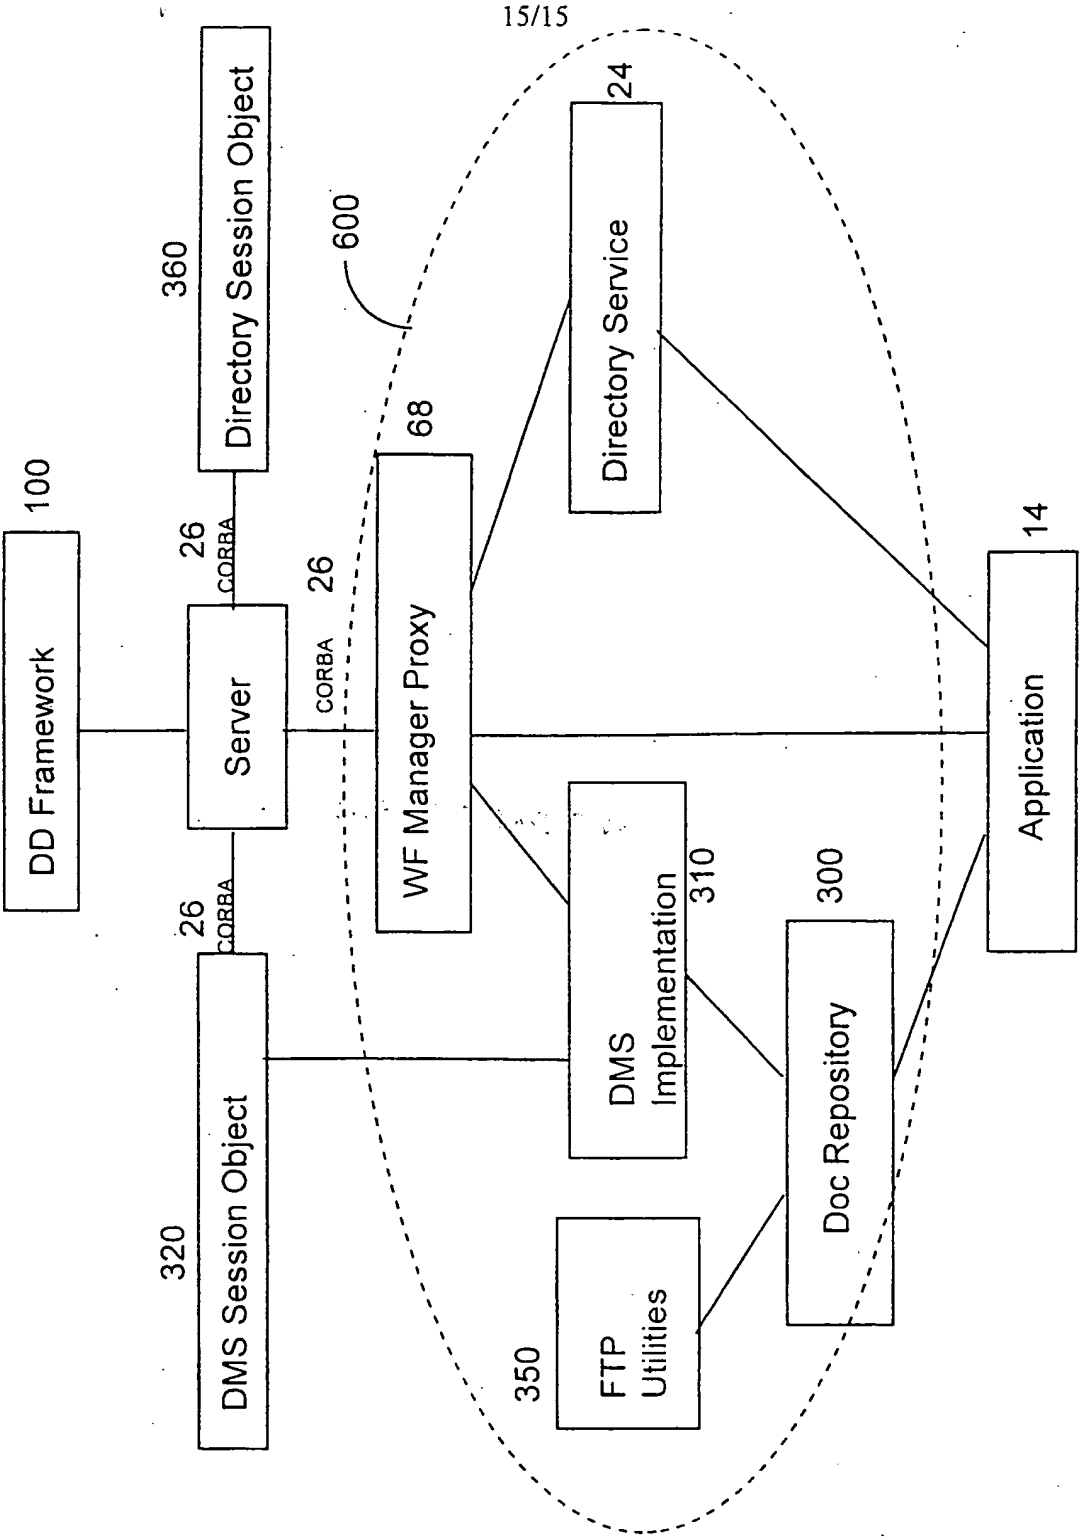 15/15
DD Framework
100
320
DMS Session Object
26
CORBA
Server
26
CORBA
360
Directory Session Object
CORBA
26
600
WF Manager Proxy
68
350
FTP
Utilities
DMS
Implementation
310
Directory Service
24
Doc Repository
300
Application
14